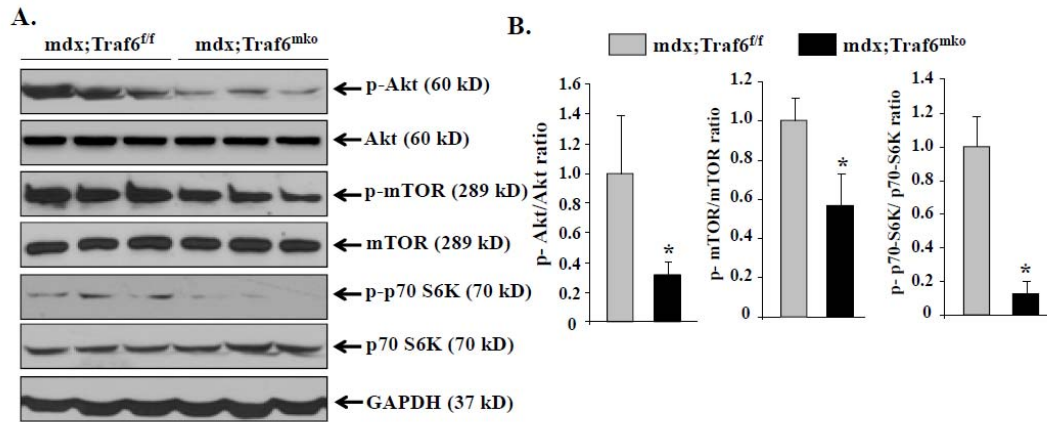 A.
mdx;Traf6f/f mdx;Traf6mko
p-Akt (60 kD)
Akt (60 kD)
p-mTOR (289 kD)
mTOR (289 kD)
p-p70 S6K (70 kD)
p70 S6K (70 kD)
GAPDH (37 kD)
B.
mdx;Traf6f/f mdx;Traf6mko
p- Akt/Akt ratio
1.6
1.4
1.2
1.0
0.8
0.6
0.4
0.2
0
*
p- mTOR/mTOR ratio
1.2
1.0
0.8
0.6
0.4
0.2
0
*
p- p70-S6K/ p70-S6K ratio
1.4
1.2
1.0
0.8
0.6
0.4
0.2
0
*